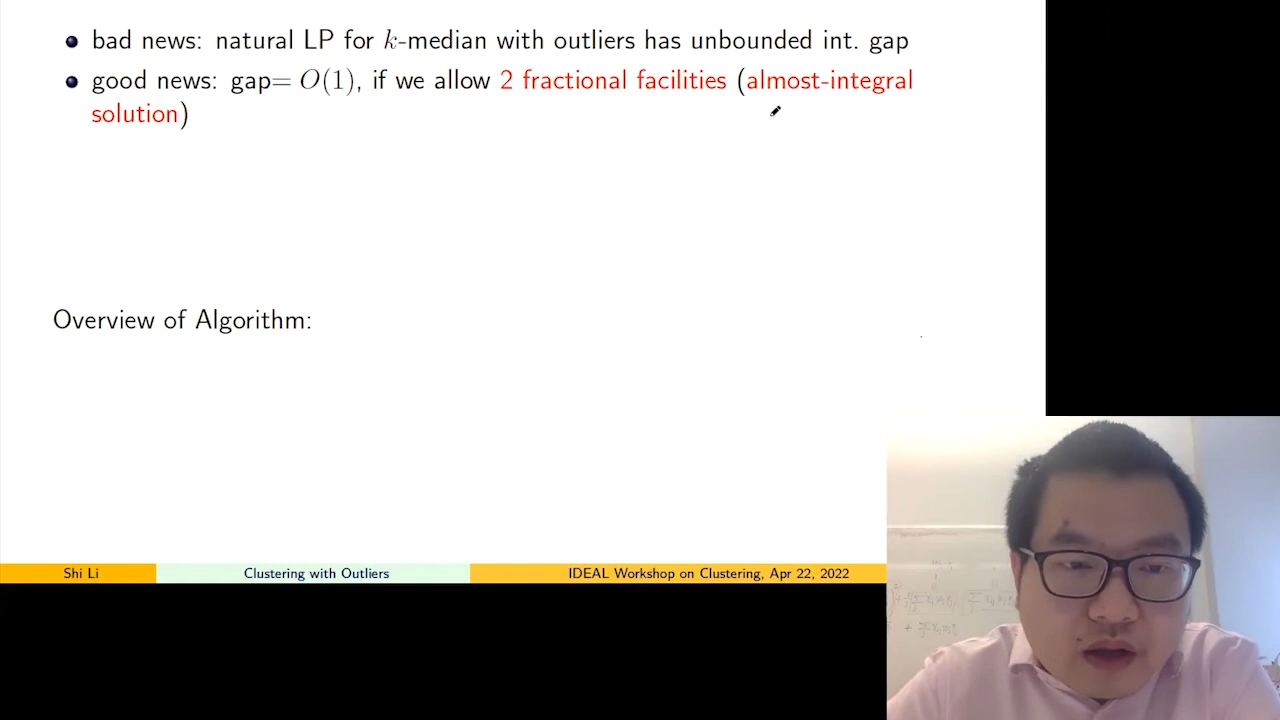 bad news: natural LP for k-median with outliers has unbounded int. gap
good news: gap= O(1), if we allow 2 fractional facilities (almost-integral
solution)
Overview of Algorithm:
Shi Li
Clustering with Outliers
IDEAL Workshop on Clustering, Apr 22, 2022